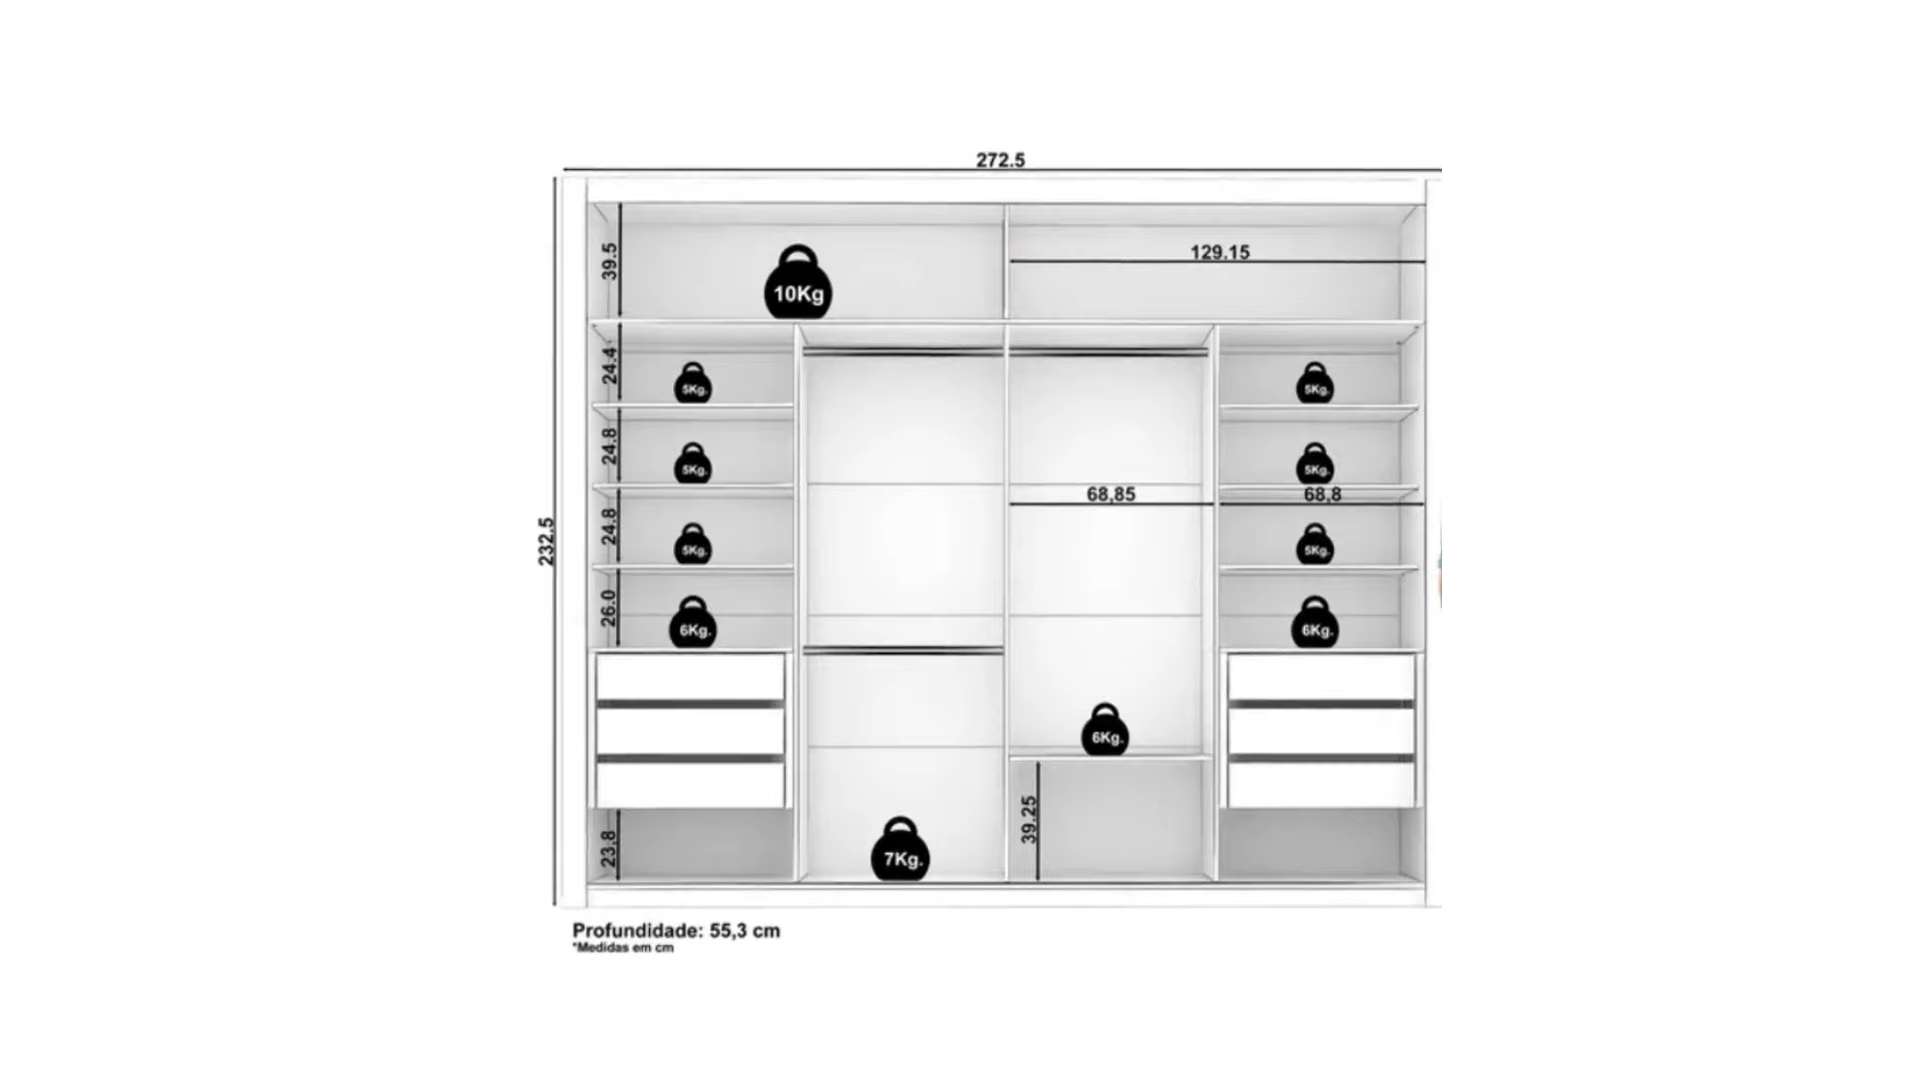 272.5
39.5
129.15
10Kg
24.4
5Kg.
5Kg.
24.8
5Kg.
5Kg.
68,85
68,8
232.5
24.8
5Kg.
5Kg.
26.0
6Kg.
6Kg.
6Kg.
39.25
23.8
7Kg.
Profundidade: 55,3 cm
*Medidas em cm